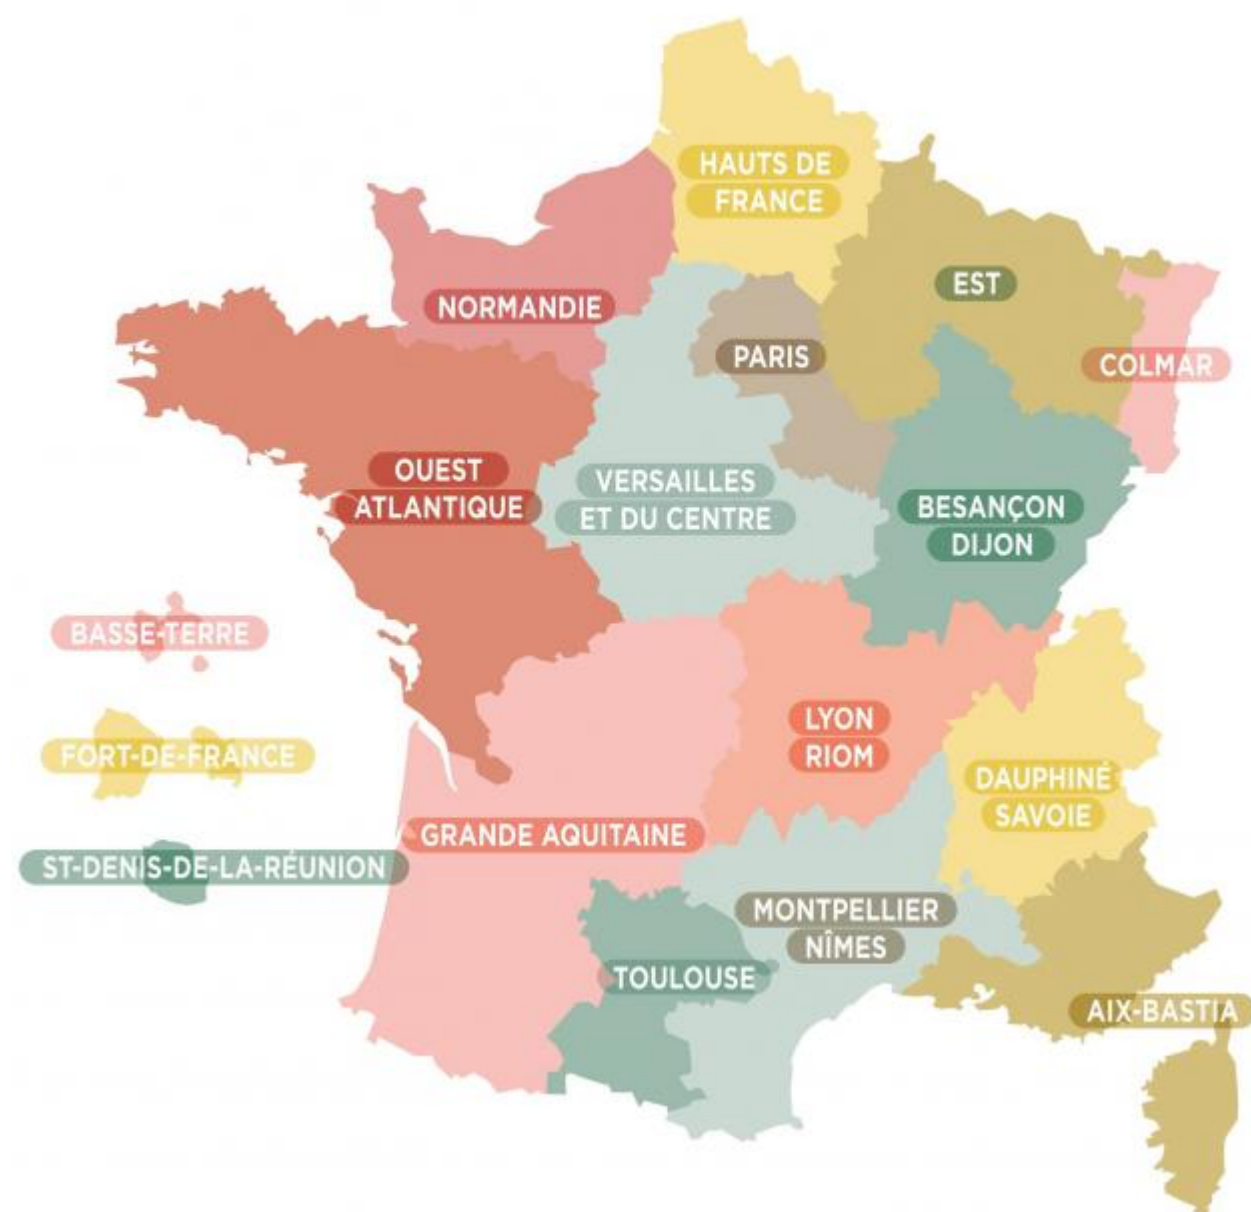 HAUTS DE
FRANCE
EST
NORMANDIE
PARIS
COLMAR
OUEST
ATLANTIQUE
VERSAILLES
ET DU CENTRE
BESANÇON
DIJON
BASSE-TERRE
LYON
RIOM
FORT-DE-FRANCE
DAUPHINÉ
SAVOIE
GRANDE AQUITAINE
ST-DENIS-DE-LA-RÉUNION
MONTPELLIER
NÎMES
TOULOUSE
AIX-BASTIA